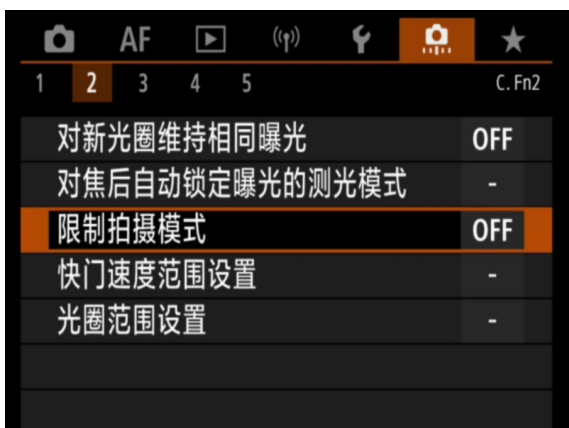 AF
1 2 3 4 5 C.Fn2
对新光圈维持相同曝光 OFF
对焦后自动锁定曝光的测光模式 -
限制拍摄模式 OFF
快门速度范围设置 -
光圈范围设置 -